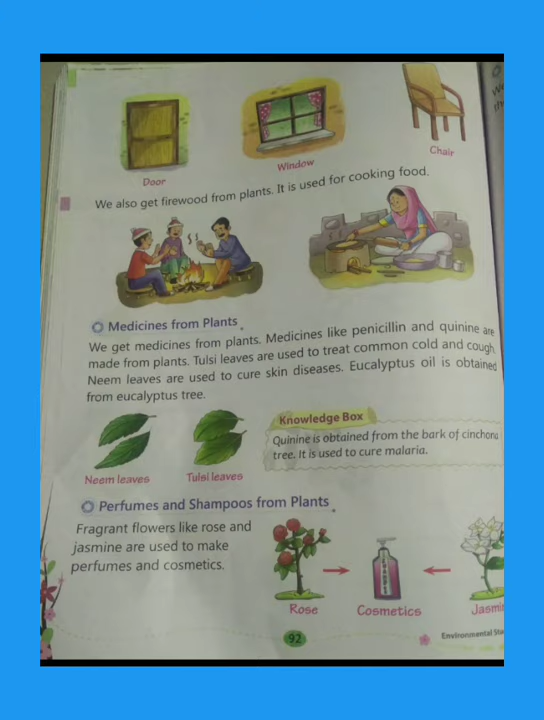 Door
Window
Chair
We also get firewood from plants. It is used for cooking food.
Medicines from Plants
We get medicines from plants. Medicines like penicillin and quinine are
made from plants. Tulsi leaves are used to treat common cold and cough.
Neem leaves are used to cure skin diseases. Eucalyptus oil is obtained
from eucalyptus tree.
Neem leaves
Tulsi leaves
Knowledge Box
Quinine is obtained from the bark of cinchona
tree. It is used to cure malaria.
Perfumes and Shampoos from Plants
Fragrant flowers like rose and
jasmine are used to make
perfumes and cosmetics.
SHAMPOO
Rose
Cosmetics
Jasmi
92
Environmental Stu